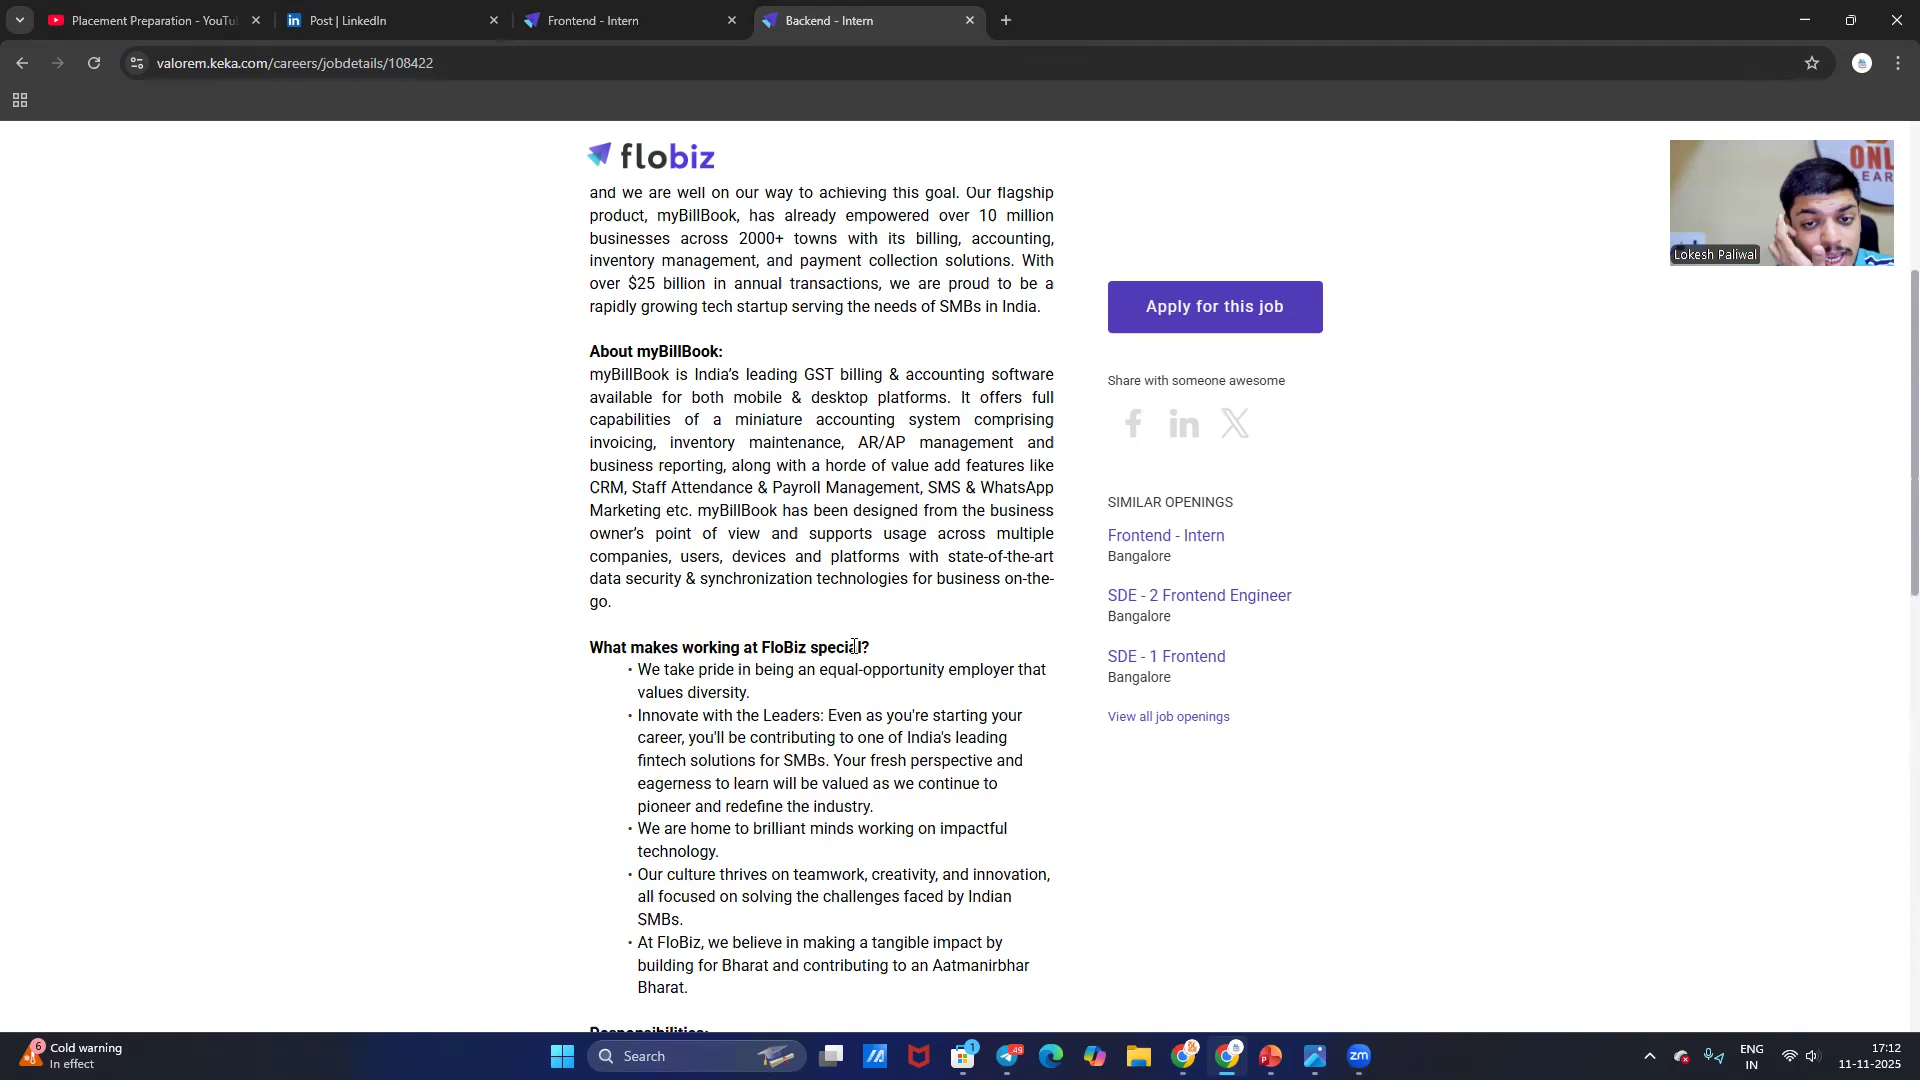 Placement Preparation - YouTu
Post | LinkedIn
Frontend - Intern
Backend - Intern
valorem.keka.com/careers/jobdetails/108422
flobiz
and we are well on our way to achieving this goal. Our flagship
product, myBillBook, has already empowered over 10 million
businesses across 2000+ towns with its billing, accounting,
inventory management, and payment collection solutions. With
over $25 billion in annual transactions, we are proud to be a
rapidly growing tech startup serving the needs of SMBs in India.
About myBillBook:
myBillBook is India’s leading GST billing & accounting software
available for both mobile & desktop platforms. It offers full
capabilities of a miniature accounting system comprising
invoicing, inventory maintenance, AR/AP management and
business reporting, along with a horde of value add features like
CRM, Staff Attendance & Payroll Management, SMS & WhatsApp
Marketing etc. myBillBook has been designed from the business
owner’s point of view and supports usage across multiple
companies, users, devices and platforms with state-of-the-art
data security & synchronization technologies for business on-the-
go.
What makes working at FloBiz special?
• We take pride in being an equal-opportunity employer that
values diversity.
• Innovate with the Leaders: Even as you're starting your
career, you'll be contributing to one of India's leading
fintech solutions for SMBs. Your fresh perspective and
eagerness to learn will be valued as we continue to
pioneer and redefine the industry.
• We are home to brilliant minds working on impactful
technology.
• Our culture thrives on teamwork, creativity, and innovation,
all focused on solving the challenges faced by Indian
SMBs.
• At FloBiz, we believe in making a tangible impact by
building for Bharat and contributing to an Aatmanirbhar
Bharat.
Responsibilities:
Apply for this job
Share with someone awesome
SIMILAR OPENINGS
Frontend - Intern
Bangalore
SDE - 2 Frontend Engineer
Bangalore
SDE - 1 Frontend
Bangalore
View all job openings
ONL
EAR
Lokesh Paliwal
6
Cold warning
In effect
Search
1
49
zm
ENG
IN
17:12
11-11-2025